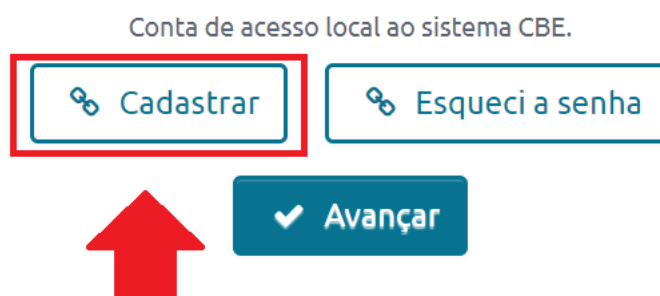 Conta de acesso local ao sistema CBE.
Cadastrar
Esqueci a senha
Avançar